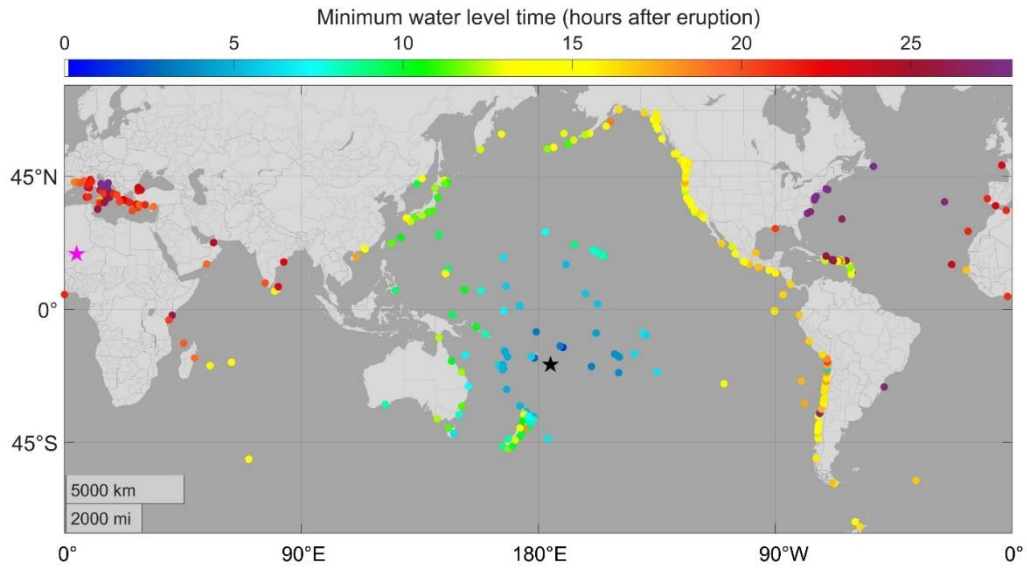 Minimum water level time (hours after eruption)
0 5 10 15 20 25
45°N
0°
45°S
5000 km
2000 mi
0° 90°E 180°E 90°W 0°